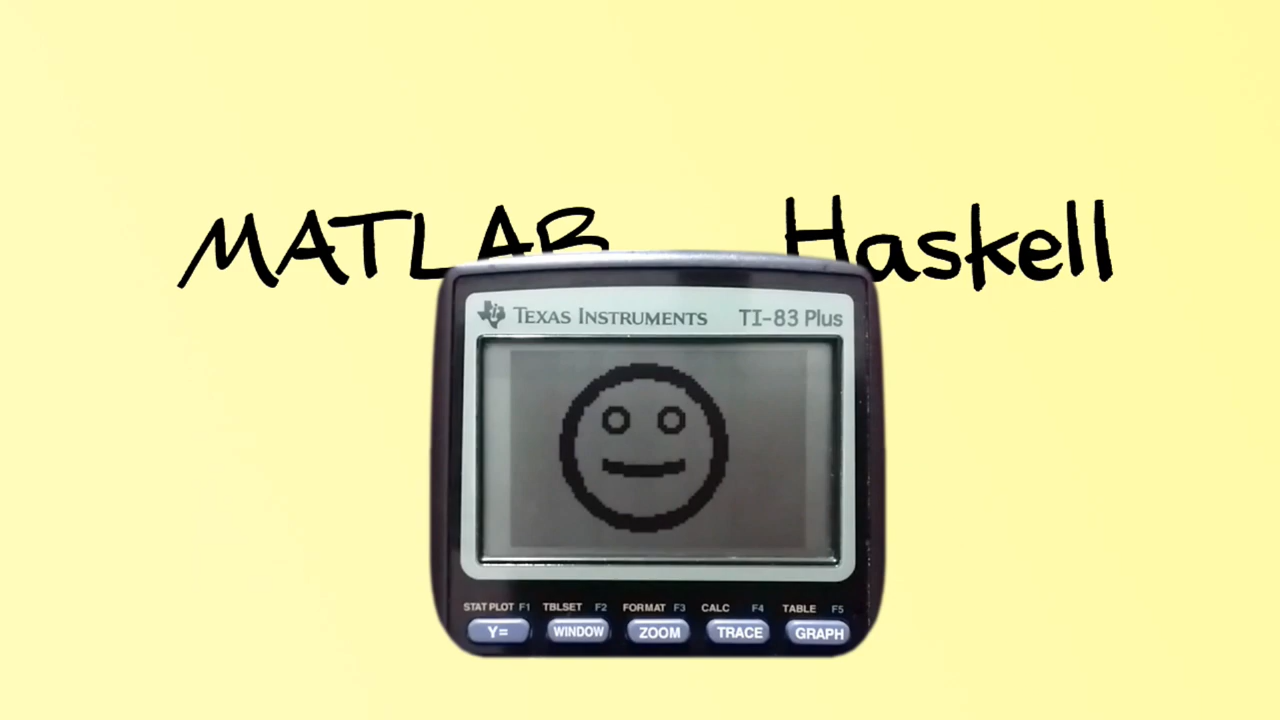 MATLAB Haskell
TEXAS INSTRUMENTS TI-83 Plus
STAT PLOT F1 TBLSET F2 FORMAT F3 CALC F4 TABLE F5
Y= WINDOW ZOOM TRACE GRAPH